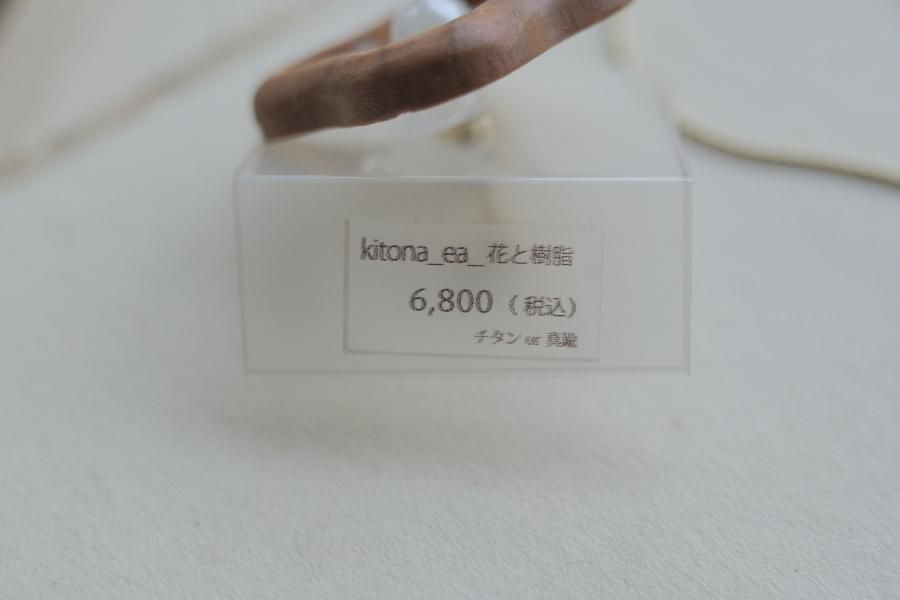 kitona_ea_花と樹脂
6,800（税込）
チタン or 真鍮